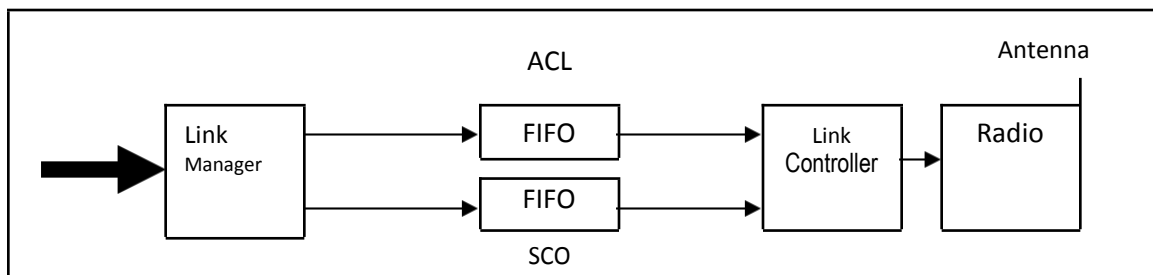 ACL
Antenna
Link
Manager
FIFO
Link
Controller
Radio
FIFO
SCO